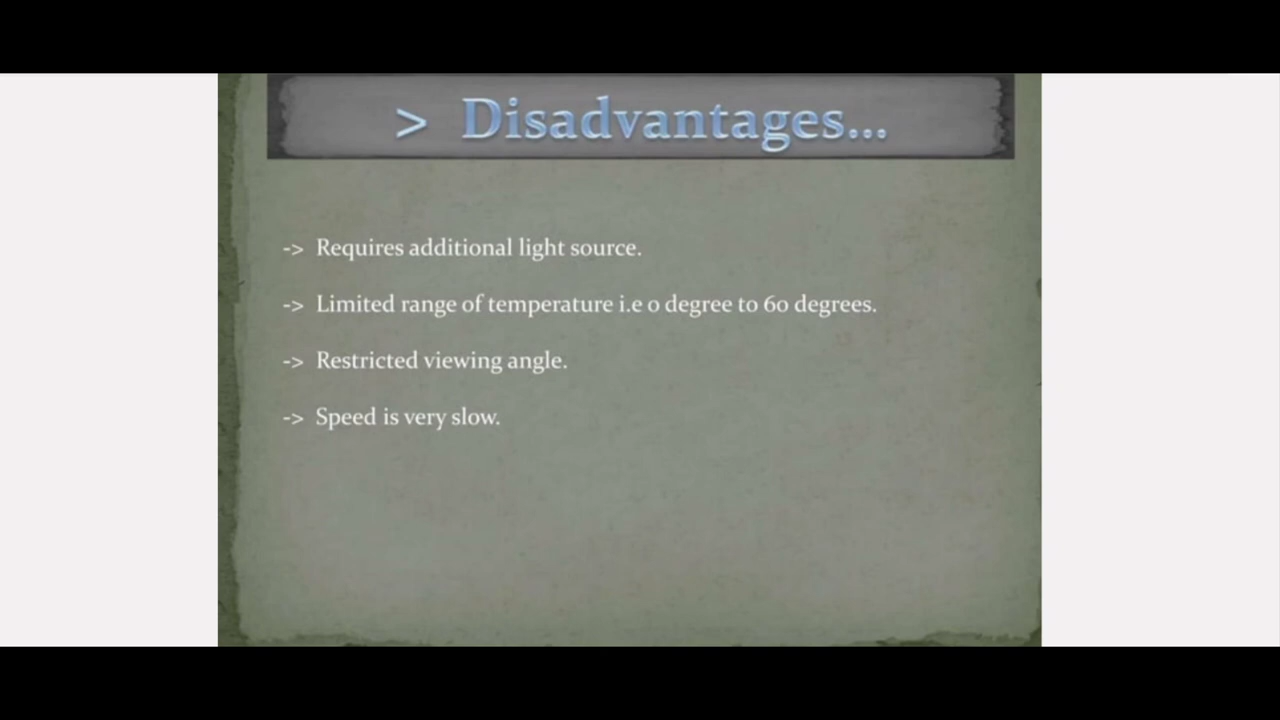 > Disadvantages...
-> Requires additional light source.
-> Limited range of temperature i.e 0 degree to 60 degrees.
-> Restricted viewing angle.
-> Speed is very slow.